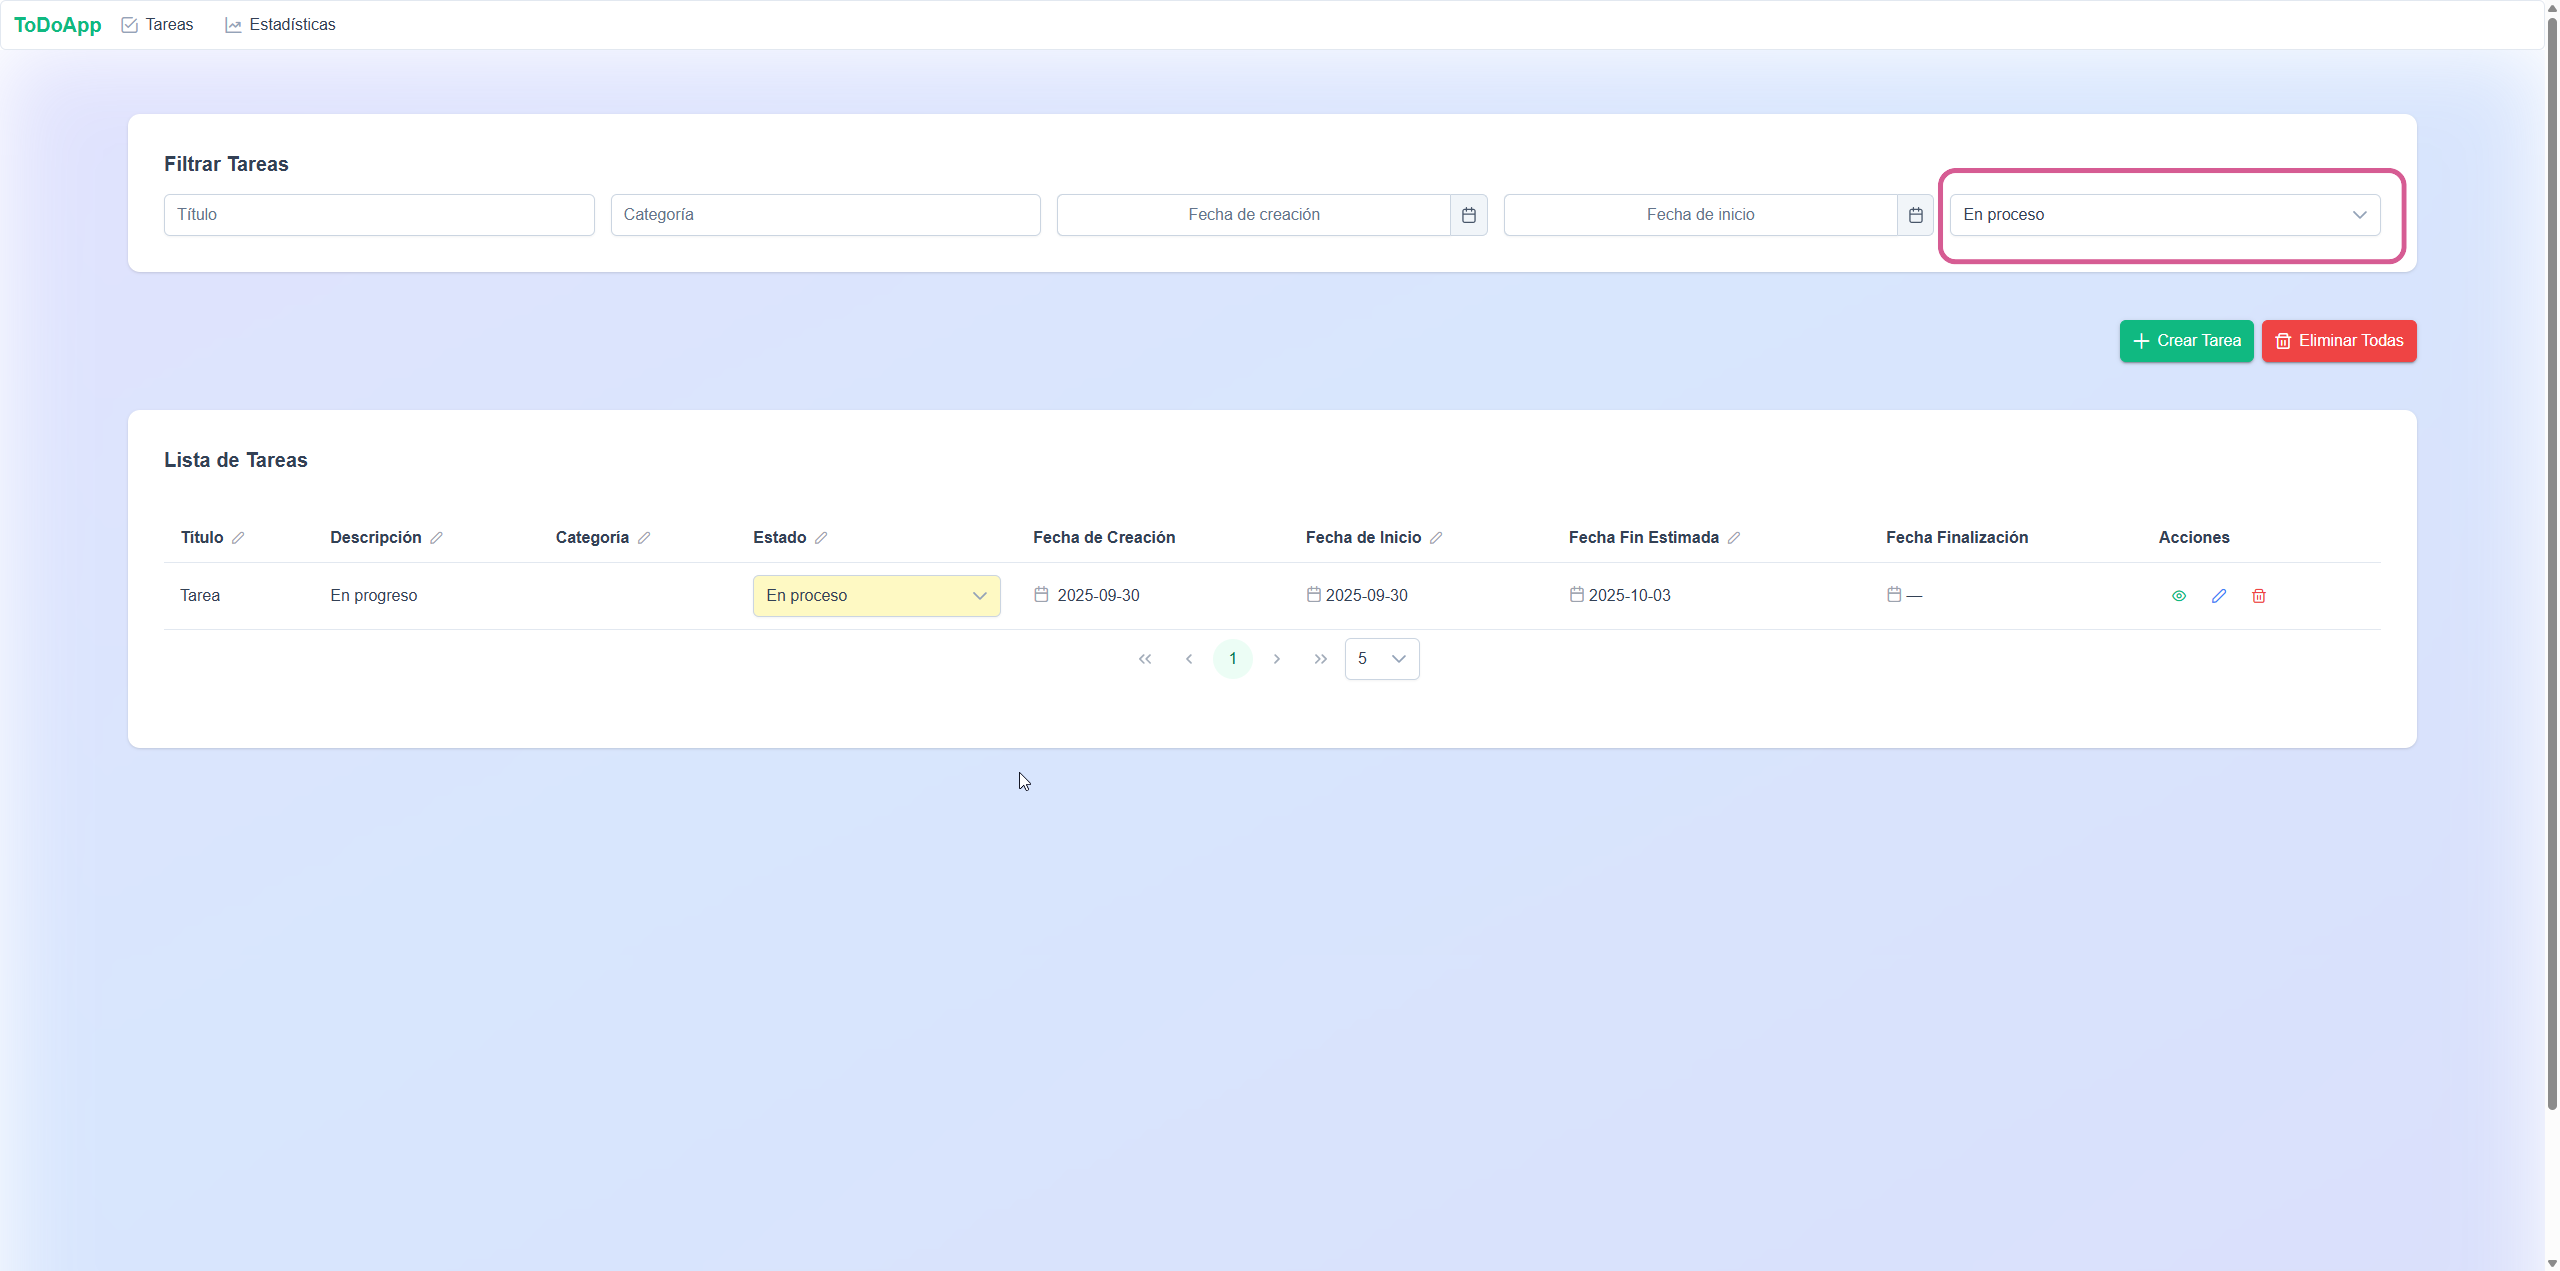 ToDoApp Tareas Estadísticas
Filtrar Tareas
Título Categoría Fecha de creación Fecha de inicio En proceso
Crear Tarea Eliminar Todas
Lista de Tareas
Título Descripción Categoría Estado Fecha de Creación Fecha de Inicio Fecha Fin Estimada Fecha Finalización Acciones
Tarea En progreso En proceso 2025-09-30 2025-09-30 2025-10-03 —
1 5